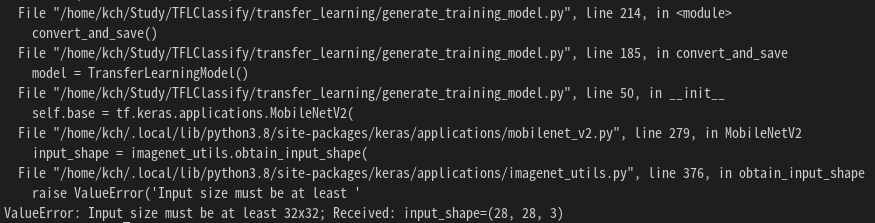 File "/home/kch/Study/TFLClassify/transfer_learning/generate_training_model.py", line 214, in <module>
convert_and_save()
File "/home/kch/Study/TFLClassify/transfer_learning/generate_training_model.py", line 185, in convert_and_save
model = TransferLearningModel()
File "/home/kch/Study/TFLClassify/transfer_learning/generate_training_model.py", line 50, in __init__
self.base = tf.keras.applications.MobileNetV2(
File "/home/kch/.local/lib/python3.8/site-packages/keras/applications/mobilenet_v2.py", line 279, in MobileNetV2
input_shape = imagenet_utils.obtain_input_shape(
File "/home/kch/.local/lib/python3.8/site-packages/keras/applications/imagenet_utils.py", line 376, in obtain_input_shape
raise ValueError('Input size must be at least '
ValueError: Input size must be at least 32x32; Received: input_shape=(28, 28, 3)